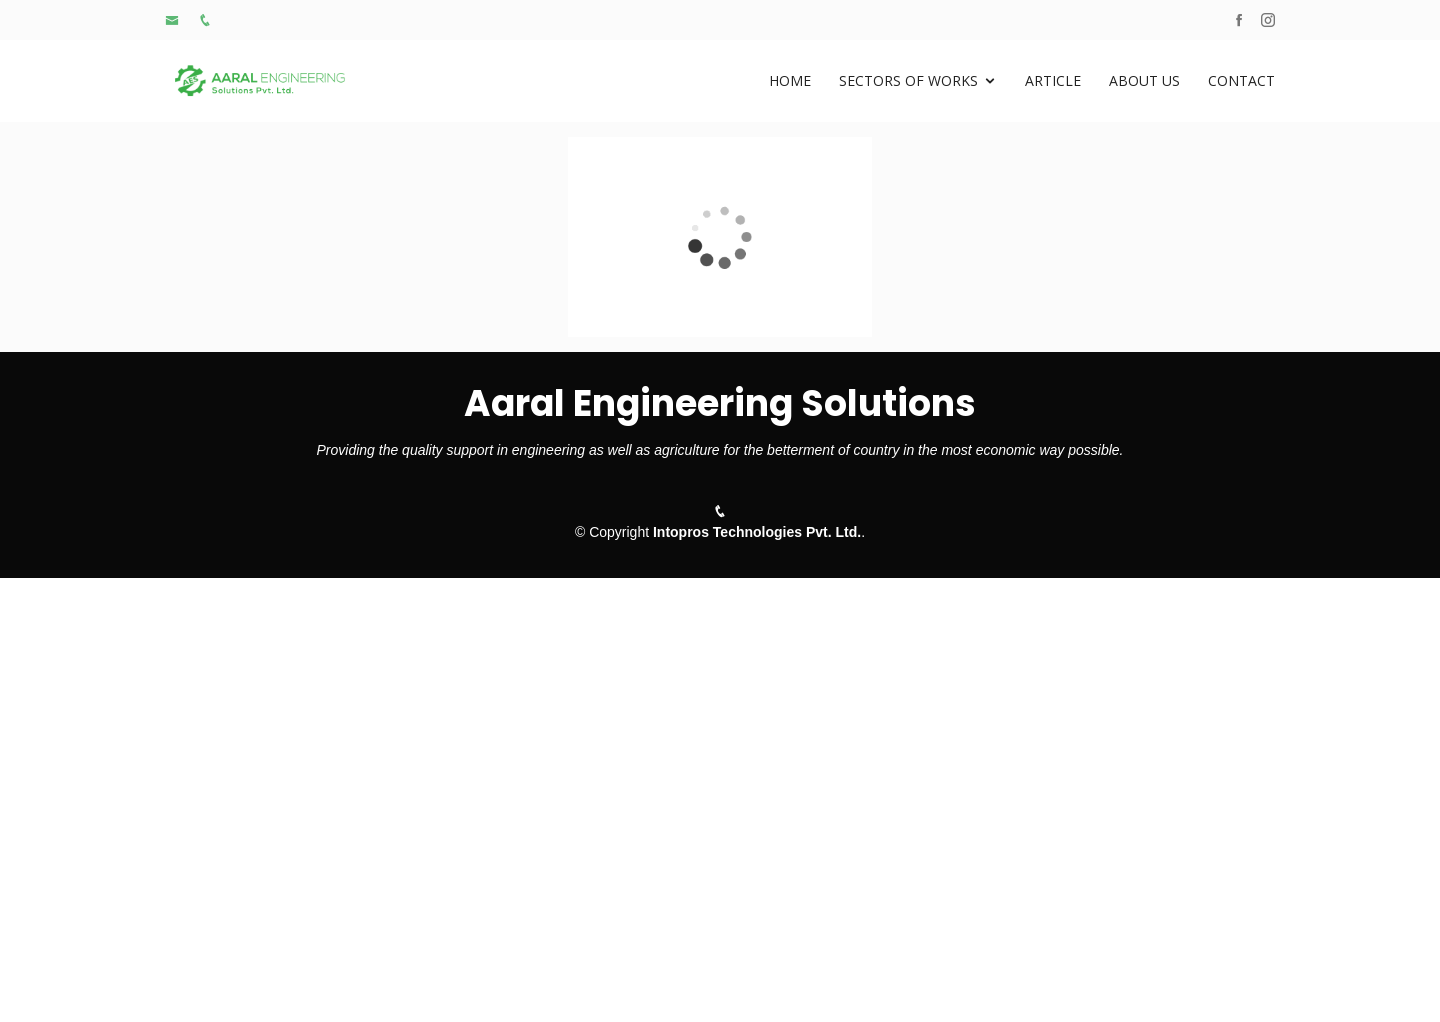 AES AARAL ENGINEERING
Solutions Pvt. Ltd.
HOME SECTORS OF WORKS ARTICLE ABOUT US CONTACT
Aaral Engineering Solutions
Providing the quality support in engineering as well as agriculture for the betterment of country in the most economic way possible.
© Copyright Intopros Technologies Pvt. Ltd..